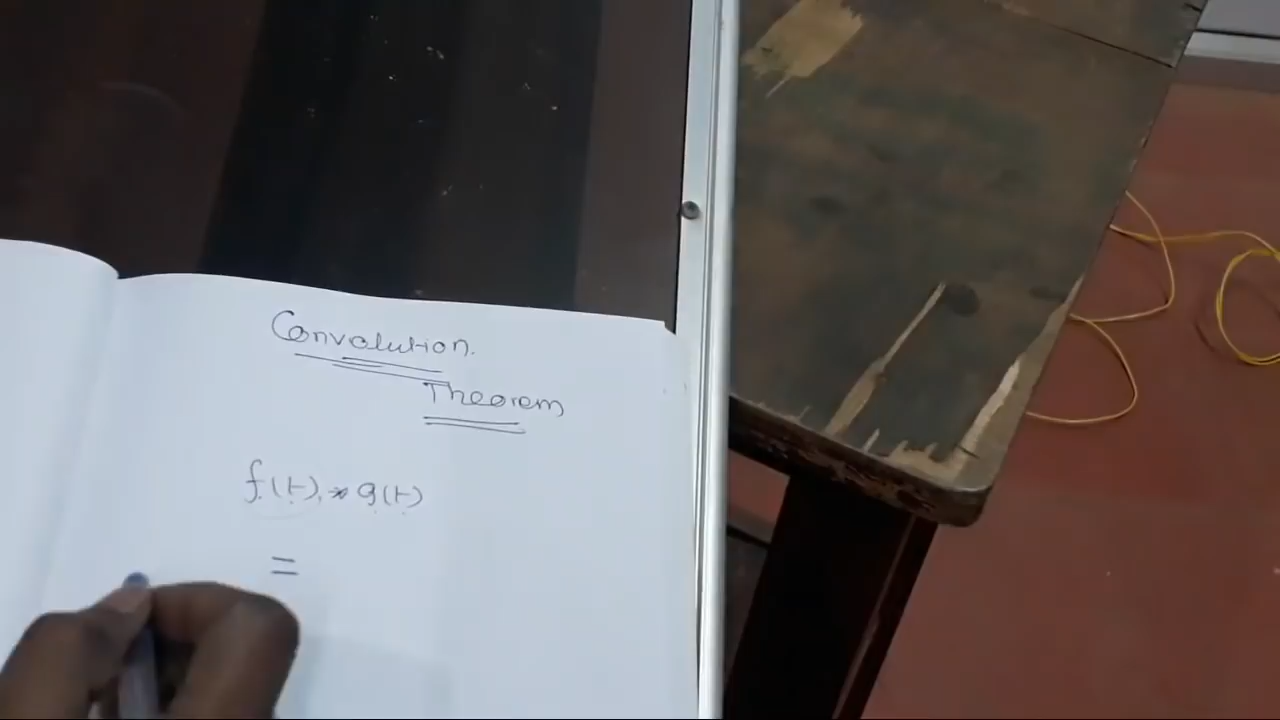 Convolution.
Theorem
f(t) * g(t)
=